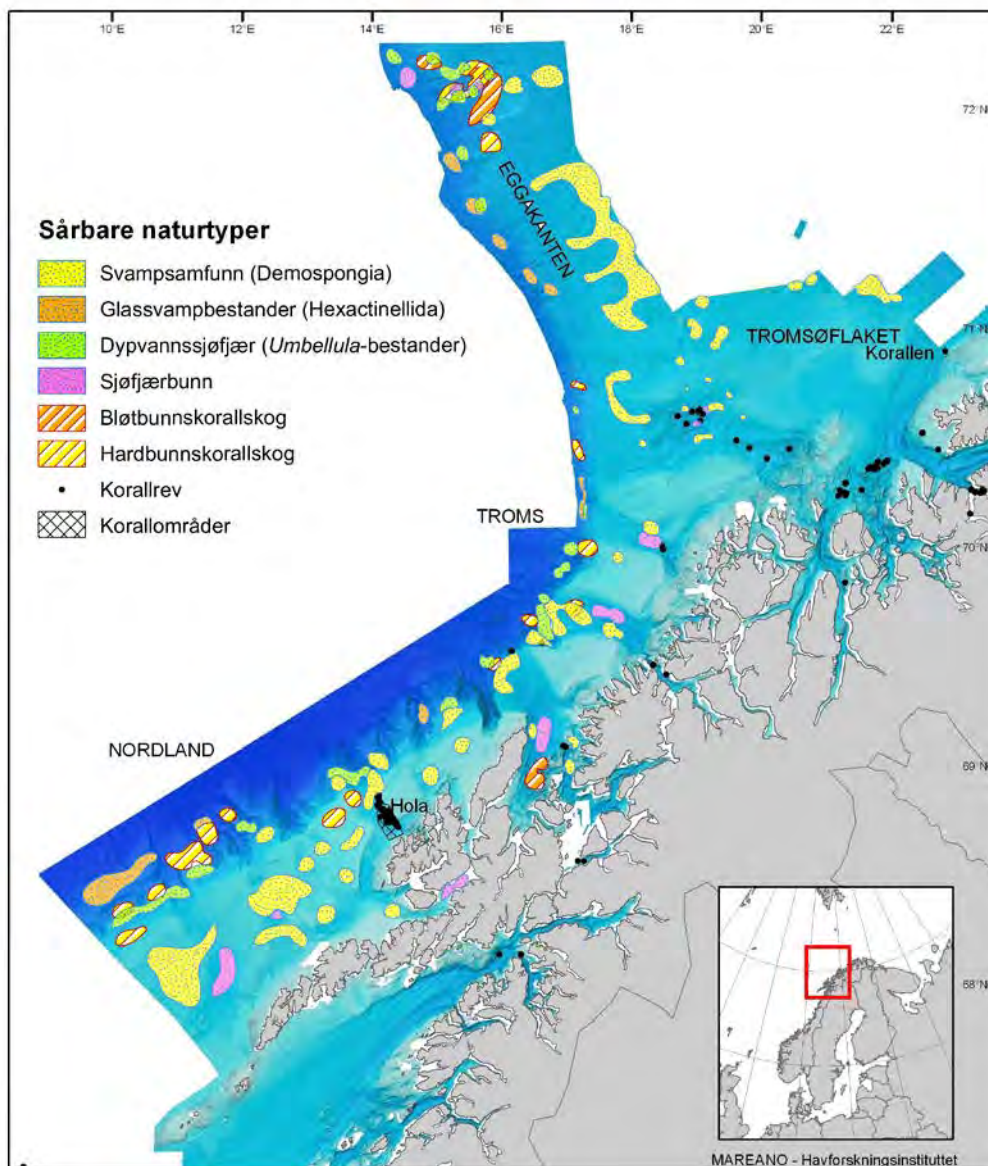 10°E 12°E 14°E 16°E 18°E 20°E 22°E
72°N
EGGAKANTEN
Sårbare naturtyper
Svampsamfunn (Demospongia)
Glassvampbestander (Hexactinellida)
Dypvannssjøfjær (Umbellula-bestander)
Sjøfjærbunn
Bløtbunnskorallskog
Hardbunnskorallskog
Korallrev
Korallområder
71°N
TROMSØFLAKET
Korallen
TROMS
70°N
NORDLAND
69°N
Hola
68°N
MAREANO - Havforskningsinstituttet